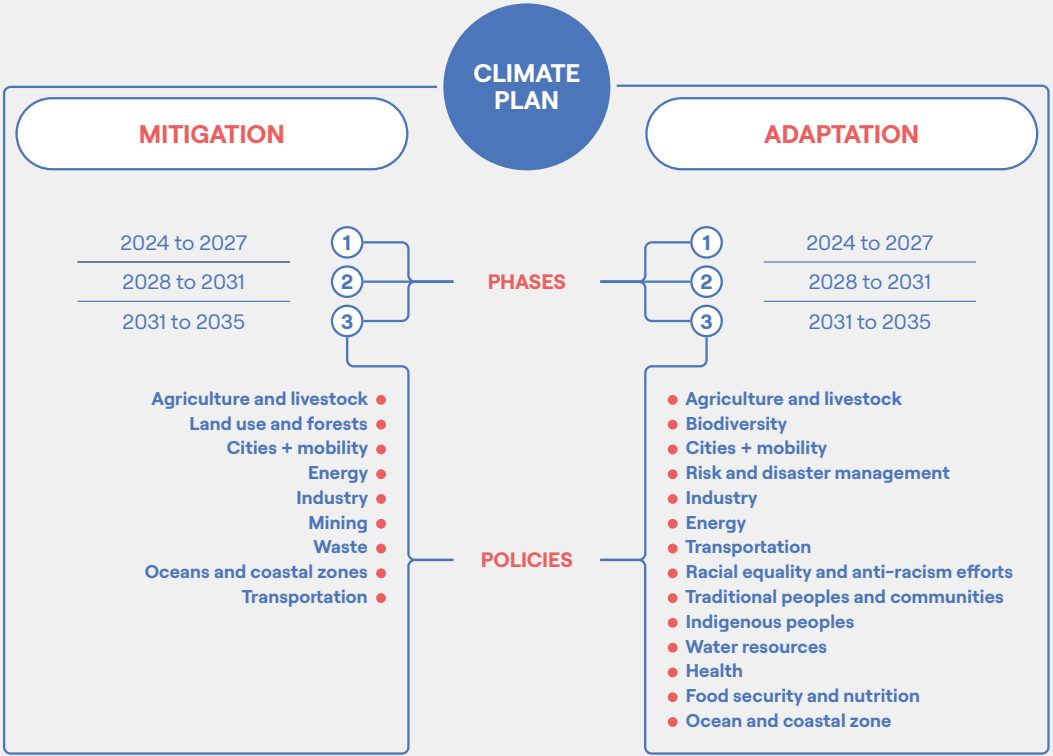 CLIMATE
PLAN
MITIGATION
ADAPTATION
2024 to 2027
1
2028 to 2031
2
2031 to 2035
3
PHASES
1
2024 to 2027
2
2028 to 2031
3
2031 to 2035
Agriculture and livestock
Land use and forests
Cities + mobility
Energy
Industry
Mining
Waste
Oceans and coastal zones
Transportation
POLICIES
Agriculture and livestock
Biodiversity
Cities + mobility
Risk and disaster management
Industry
Energy
Transportation
Racial equality and anti-racism efforts
Traditional peoples and communities
Indigenous peoples
Water resources
Health
Food security and nutrition
Ocean and coastal zone